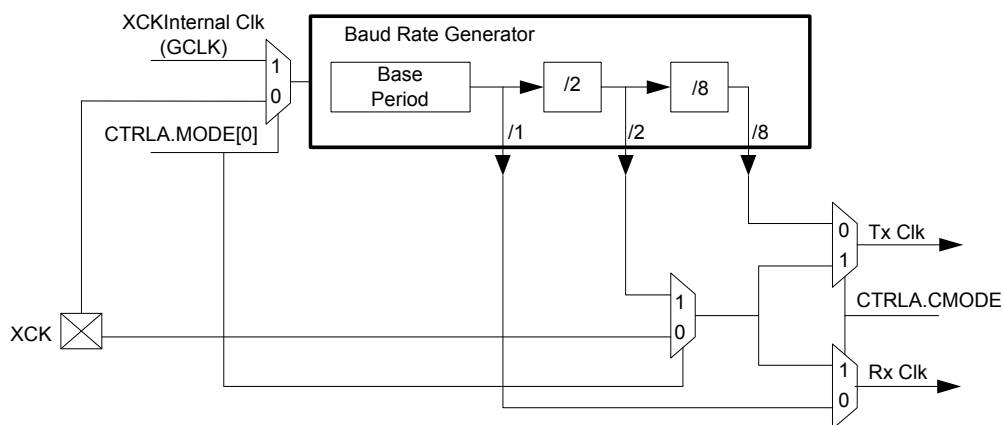 XCKInternal Clk
(GCLK)
Baud Rate Generator
1
0
Base
Period
/2
/8
CTRLA.MODE[0]
/1
/2
/8
0
1
Tx Clk
CTRLA.CMODE
1
0
XCK
1
0
Rx Clk